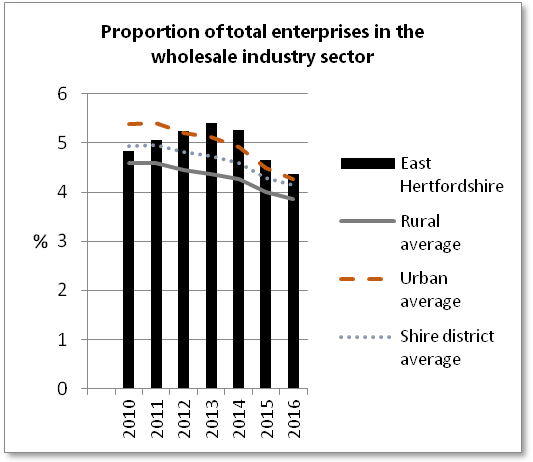 Proportion of total enterprises in the
wholesale industry sector
6
5
4
3
2
1
0
%
2010
2011
2012
2013
2014
2015
2016
East
Hertfordshire
Rural
average
Urban
average
Shire district
average